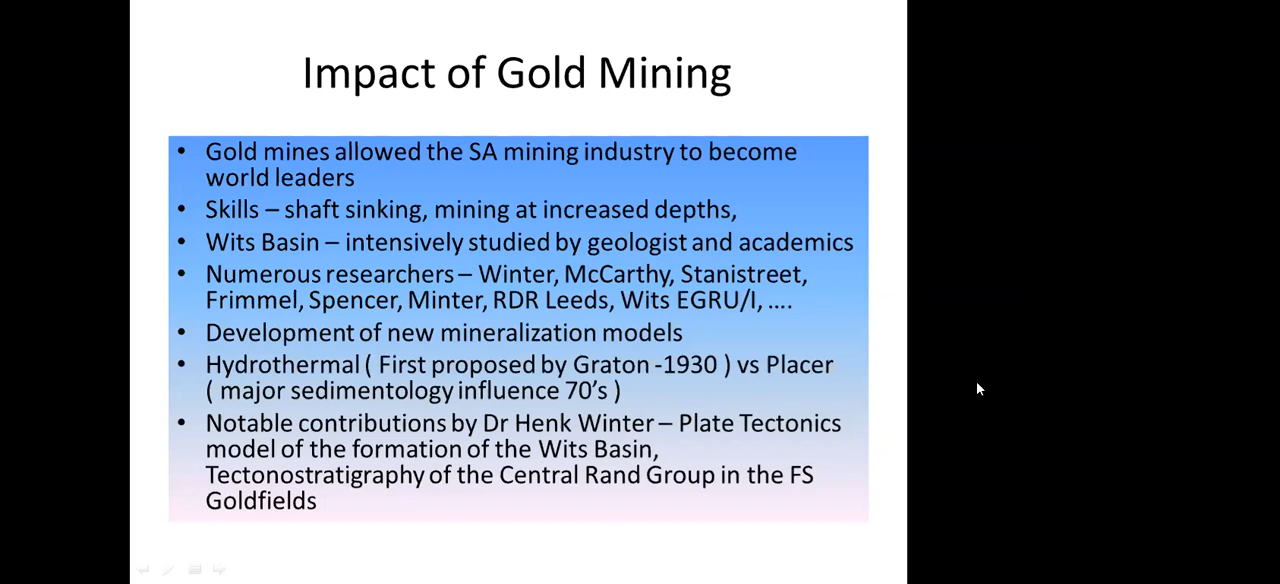 Impact of Gold Mining
• Gold mines allowed the SA mining industry to become
world leaders
• Skills – shaft sinking, mining at increased depths,
• Wits Basin – intensively studied by geologist and academics
• Numerous researchers – Winter, McCarthy, Stanistreet,
Frimmel, Spencer, Minter, RDR Leeds, Wits EGRU/I, ....
• Development of new mineralization models
• Hydrothermal ( First proposed by Graton -1930 ) vs Placer
( major sedimentology influence 70’s )
• Notable contributions by Dr Henk Winter – Plate Tectonics
model of the formation of the Wits Basin,
Tectonostratigraphy of the Central Rand Group in the FS
Goldfields